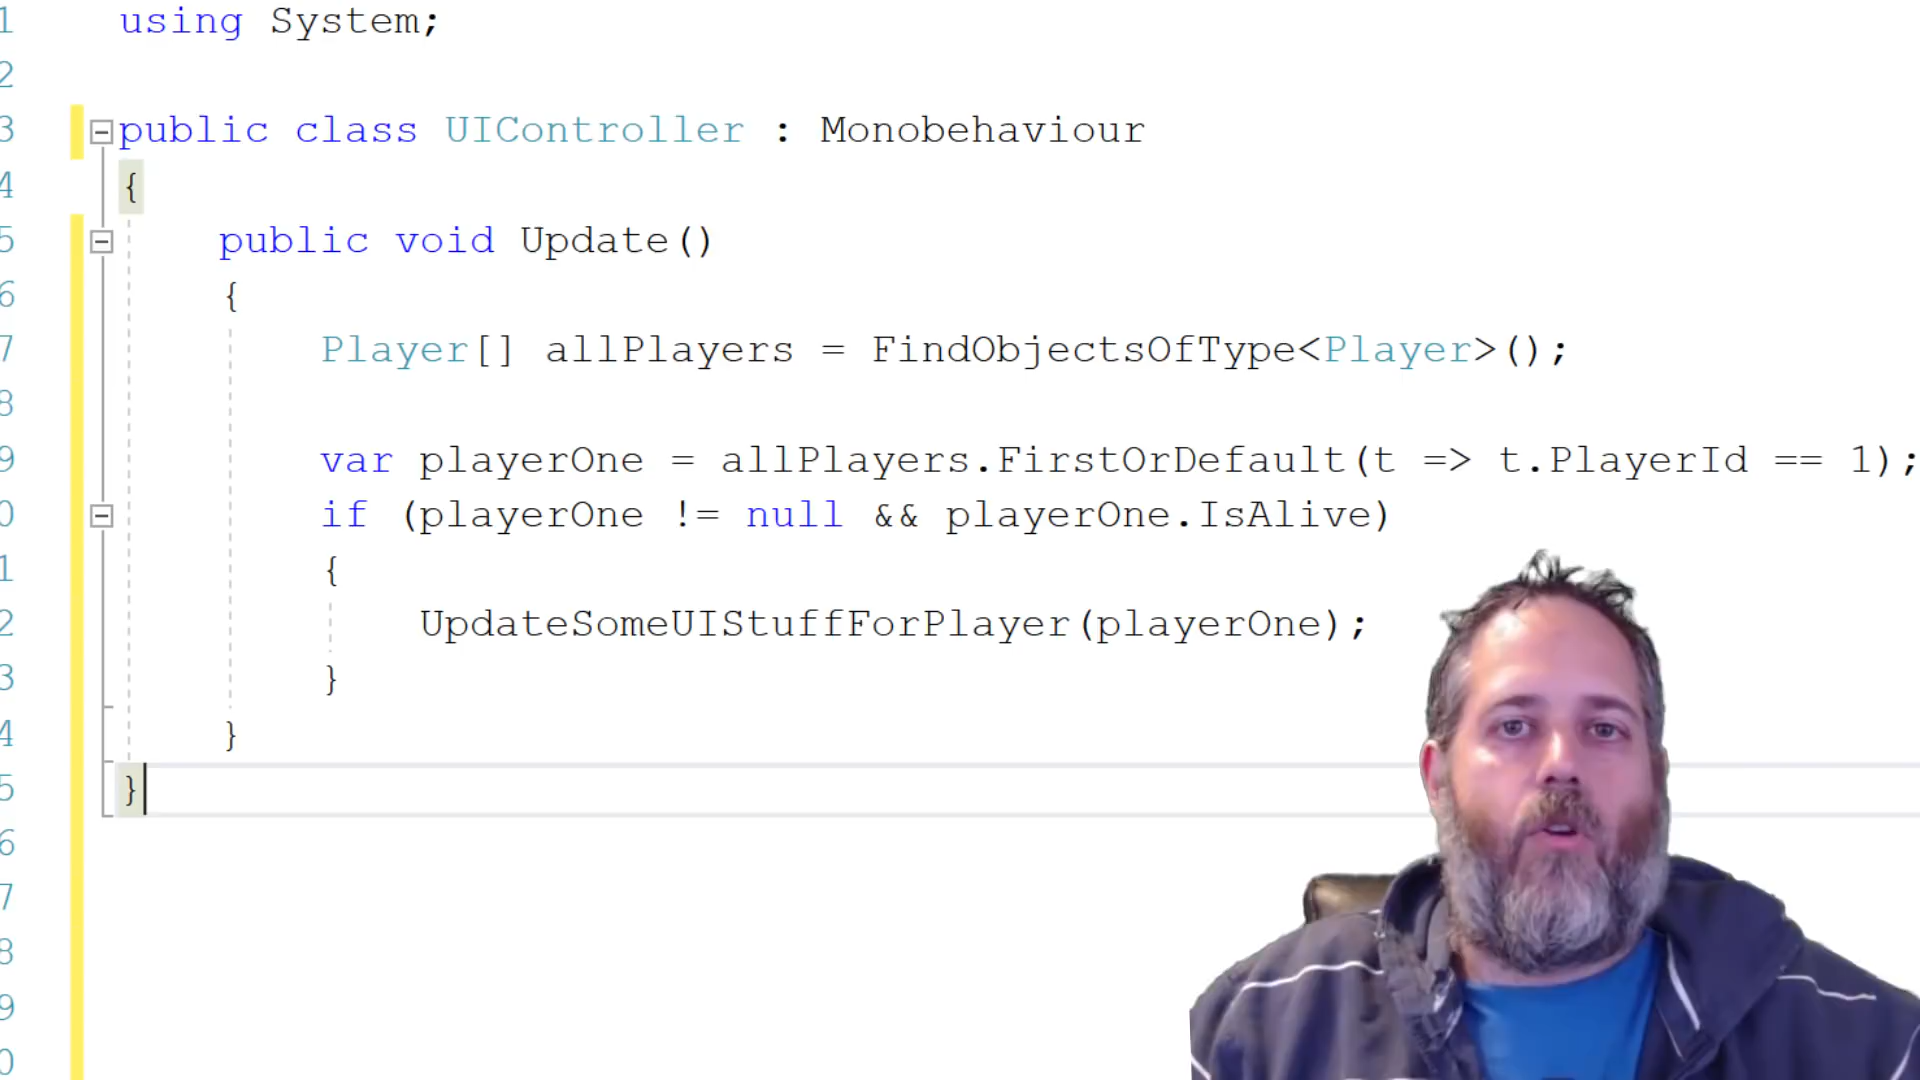 1 using System;
2
3 public class UIController : Monobehaviour
4 {
5 public void Update()
6 {
7 Player[] allPlayers = FindObjectsOfType<Player>();
8
9 var playerOne = allPlayers.FirstOrDefault(t => t.PlayerId == 1);
0 if (playerOne != null && playerOne.IsAlive)
1 {
2 UpdateSomeUIStuffForPlayer(playerOne);
3 }
4 }
5 }
6
7
8
9
0